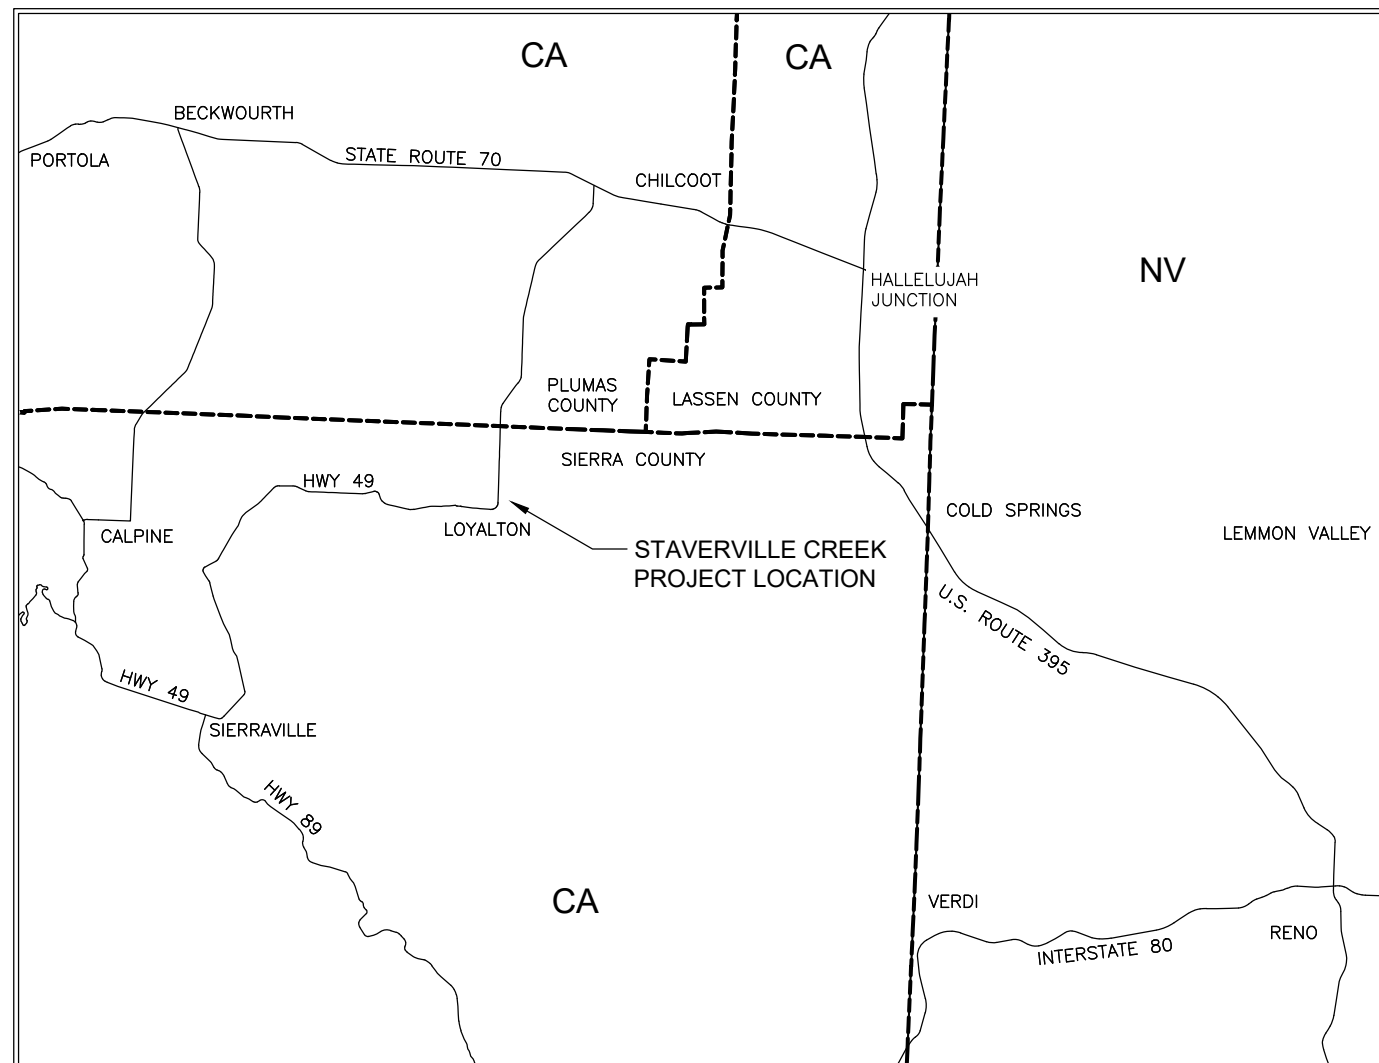 CA
CA
BECKWOURTH
PORTOLA
STATE ROUTE 70
CHILCOOT
NV
HALLELUJAH
JUNCTION
PLUMAS
COUNTY
LASSEN COUNTY
SIERRA COUNTY
HWY 49
COLD SPRINGS
LOYALTON
CALPINE
LEMMON VALLEY
STAVERVILLE CREEK
PROJECT LOCATION
U.S. ROUTE 395
HWY 49
SIERRAVILLE
HWY 89
CA
VERDI
RENO
INTERSTATE 80